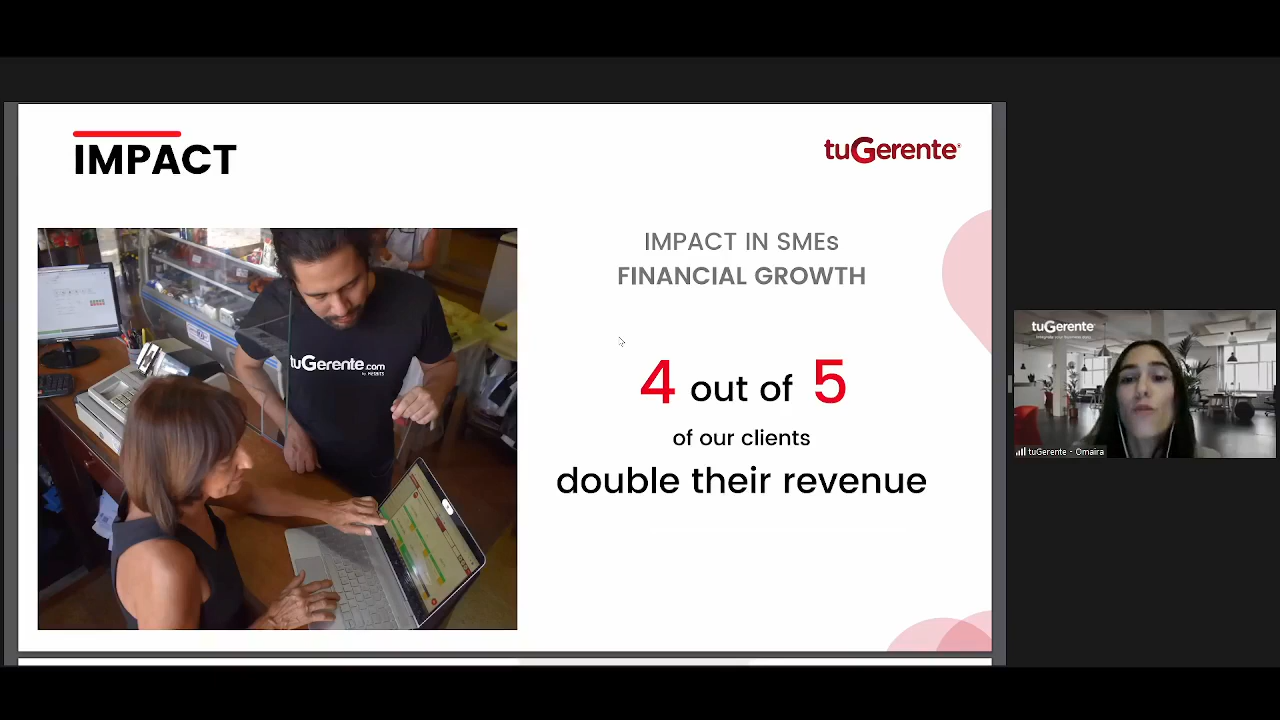 IMPACT
tuGerente
IMPACT IN SMEs
FINANCIAL GROWTH
4 out of 5
of our clients
double their revenue
tuGerente.com
tuGerente
tuGerente - Omaira